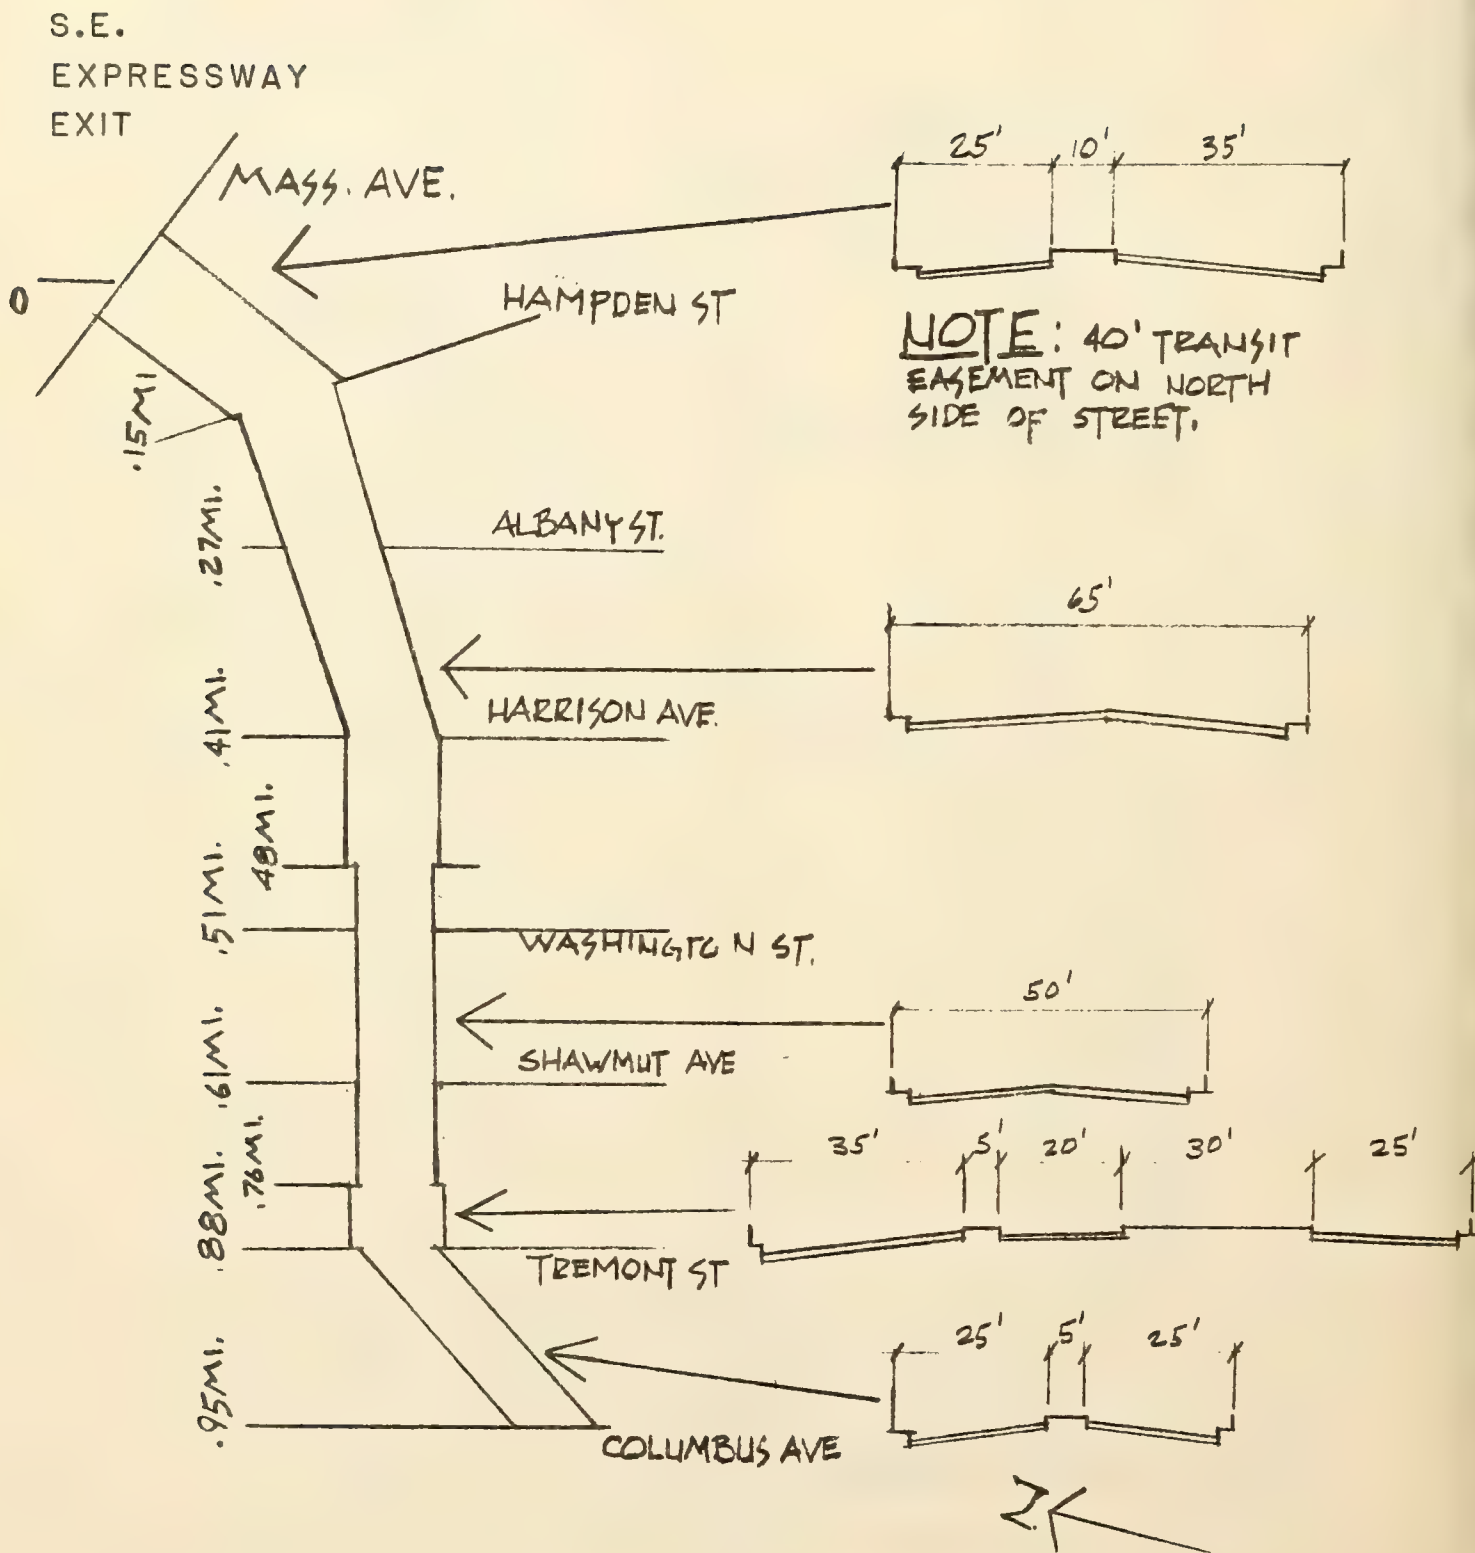 S.E.
EXPRESSWAY
EXIT
MASS. AVE.
25' 10' 35'
0
HAMPDEN ST
NOTE: 40' TRANSIT
EASEMENT ON NORTH
SIDE OF STREET.
.15MI
ALBANY ST.
.27MI.
65'
HARRISON AVE.
.41MI.
.48MI.
.51MI.
WASHINGTON ST.
50'
SHAWMUT AVE
.61MI.
35' 5' 20' 30' 25'
.76MI.
.88MI.
TREMONT ST
25' 5' 25'
.95MI.
COLUMBUS AVE
N